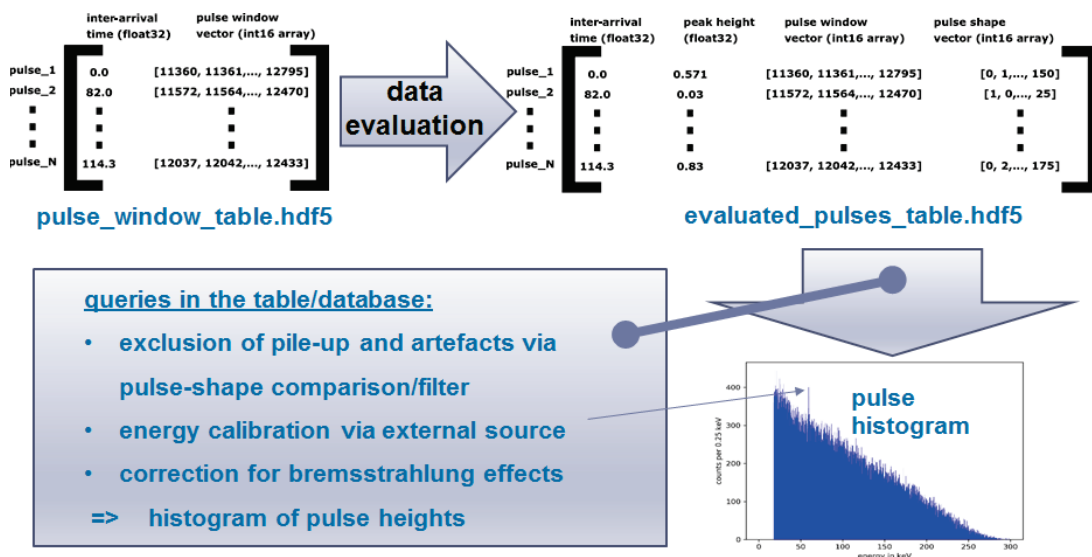 inter-arrival pulse window
time (float32) vector (int16 array)
pulse_1 0.0 [11360, 11361,..., 12795]
pulse_2 82.0 [11572, 11564,..., 12470]
pulse_N 114.3 [12037, 12042,..., 12433]
pulse_window_table.hdf5
data
evaluation
inter-arrival peak height pulse window pulse shape
time (float32) (float32) vector (int16 array) vector (int16 array)
pulse_1 0.0 0.571 [11360, 11361,..., 12795] [0, 1,..., 150]
pulse_2 82.0 0.03 [11572, 11564,..., 12470] [1, 0,..., 25]
pulse_N 114.3 0.83 [12037, 12042,..., 12433] [0, 2,..., 175]
evaluated_pulses_table.hdf5
queries in the table/database:
• exclusion of pile-up and artefacts via
pulse-shape comparison/filter
• energy calibration via external source
• correction for bremsstrahlung effects
=> histogram of pulse heights
pulse
histogram
counts per 0.25 keV
400
300
200
100
0
0 50 100 150 200 250 300
energy in keV